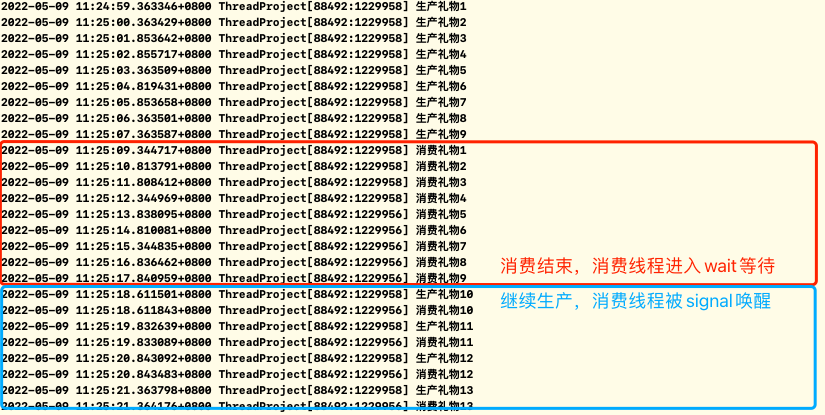 2022-05-09 11:24:59.363346+0800 ThreadProject[88492:1229958] 生产礼物1
2022-05-09 11:25:00.363429+0800 ThreadProject[88492:1229958] 生产礼物2
2022-05-09 11:25:01.853642+0800 ThreadProject[88492:1229958] 生产礼物3
2022-05-09 11:25:02.855717+0800 ThreadProject[88492:1229958] 生产礼物4
2022-05-09 11:25:03.363509+0800 ThreadProject[88492:1229958] 生产礼物5
2022-05-09 11:25:04.819431+0800 ThreadProject[88492:1229958] 生产礼物6
2022-05-09 11:25:05.853658+0800 ThreadProject[88492:1229958] 生产礼物7
2022-05-09 11:25:06.363501+0800 ThreadProject[88492:1229958] 生产礼物8
2022-05-09 11:25:07.363587+0800 ThreadProject[88492:1229958] 生产礼物9
2022-05-09 11:25:09.344717+0800 ThreadProject[88492:1229958] 消费礼物1
2022-05-09 11:25:10.813791+0800 ThreadProject[88492:1229958] 消费礼物2
2022-05-09 11:25:11.808412+0800 ThreadProject[88492:1229958] 消费礼物3
2022-05-09 11:25:12.344969+0800 ThreadProject[88492:1229958] 消费礼物4
2022-05-09 11:25:13.838095+0800 ThreadProject[88492:1229956] 消费礼物5
2022-05-09 11:25:14.810081+0800 ThreadProject[88492:1229956] 消费礼物6
2022-05-09 11:25:15.344835+0800 ThreadProject[88492:1229956] 消费礼物7
2022-05-09 11:25:16.836462+0800 ThreadProject[88492:1229956] 消费礼物8
消费结束，消费线程进入wait等待
2022-05-09 11:25:17.840959+0800 ThreadProject[88492:1229956] 消费礼物9
2022-05-09 11:25:18.611501+0800 ThreadProject[88492:1229958] 生产礼物10
继续生产，消费线程被signal唤醒
2022-05-09 11:25:18.611843+0800 ThreadProject[88492:1229956] 消费礼物10
2022-05-09 11:25:19.832639+0800 ThreadProject[88492:1229958] 生产礼物11
2022-05-09 11:25:19.833089+0800 ThreadProject[88492:1229956] 消费礼物11
2022-05-09 11:25:20.843092+0800 ThreadProject[88492:1229958] 生产礼物12
2022-05-09 11:25:20.843483+0800 ThreadProject[88492:1229956] 消费礼物12
2022-05-09 11:25:21.363798+0800 ThreadProject[88492:1229958] 生产礼物13
2022-05-09 11:25:21.364176+0800 ThreadProject[88492:1229956] 消费礼物13